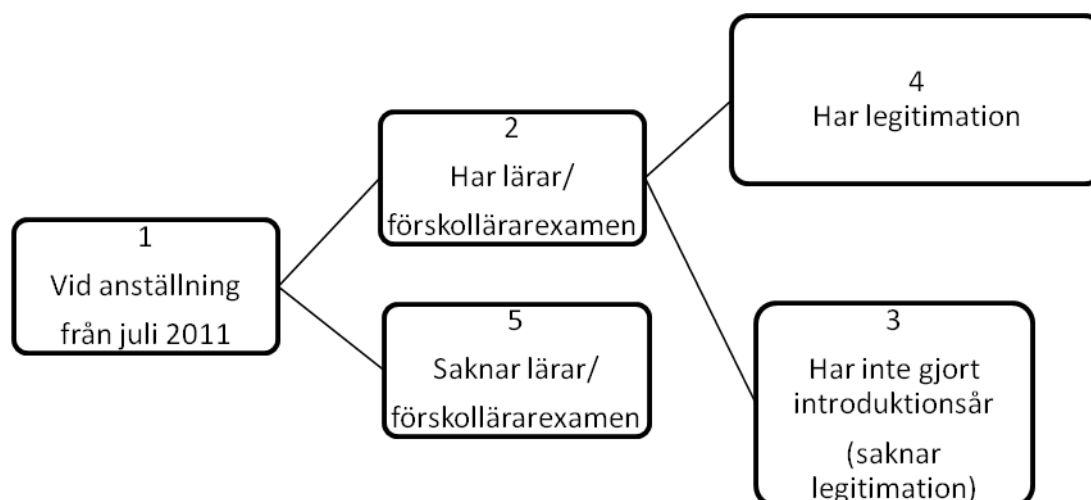 1
Vid anställning
från juli 2011
2
Har lärar/
förskollärarexamen
5
Saknar lärar/
förskollärarexamen
4
Har legitimation
3
Har inte gjort
introduktionsår
(saknar
legitimation)